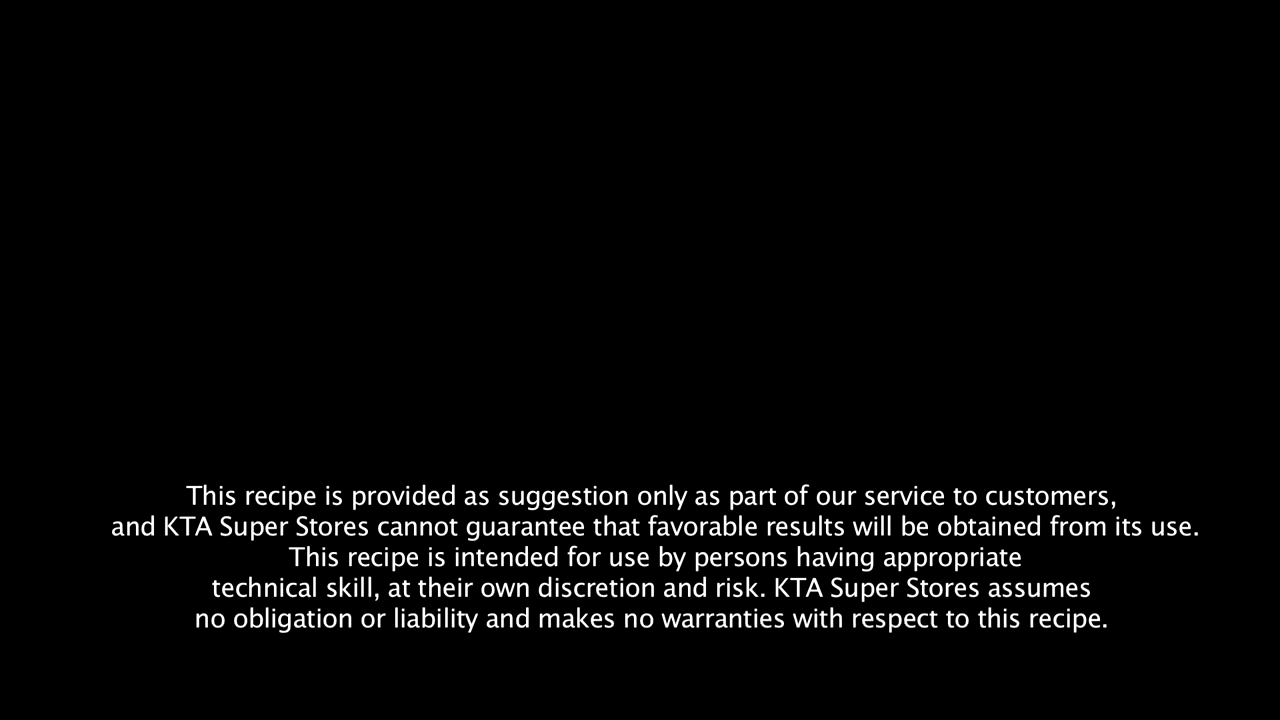 This recipe is provided as suggestion only as part of our service to customers,
and KTA Super Stores cannot guarantee that favorable results will be obtained from its use.
This recipe is intended for use by persons having appropriate
technical skill, at their own discretion and risk. KTA Super Stores assumes
no obligation or liability and makes no warranties with respect to this recipe.